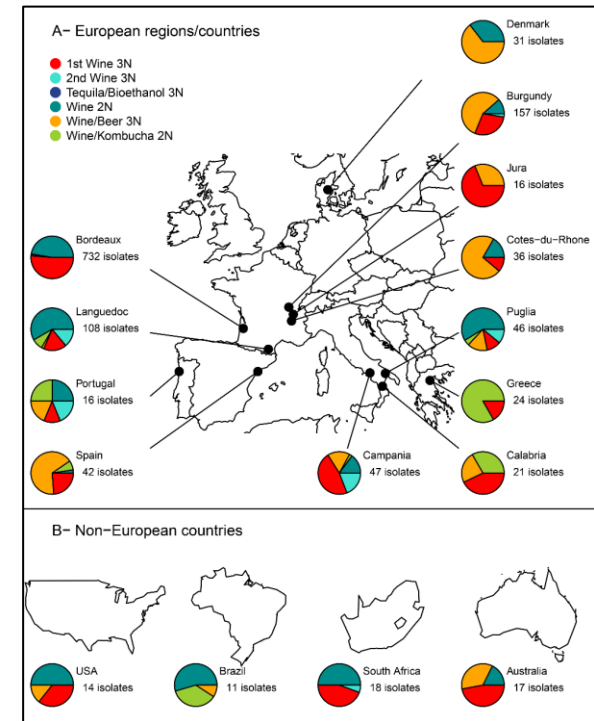 A− European regions/countries
1st Wine 3N
2nd Wine 3N
Tequila/Bioethanol 3N
Wine 2N
Wine/Beer 3N
Wine/Kombucha 2N
Denmark
31 isolates
Burgundy
157 isolates
Jura
16 isolates
Cotes−du−Rhone
36 isolates
Bordeaux
732 isolates
Languedoc
108 isolates
Puglia
46 isolates
Portugal
16 isolates
Greece
24 isolates
Spain
42 isolates
Campania
47 isolates
Calabria
21 isolates
B− Non−European countries
USA
14 isolates
Brazil
11 isolates
South Africa
18 isolates
Australia
17 isolates